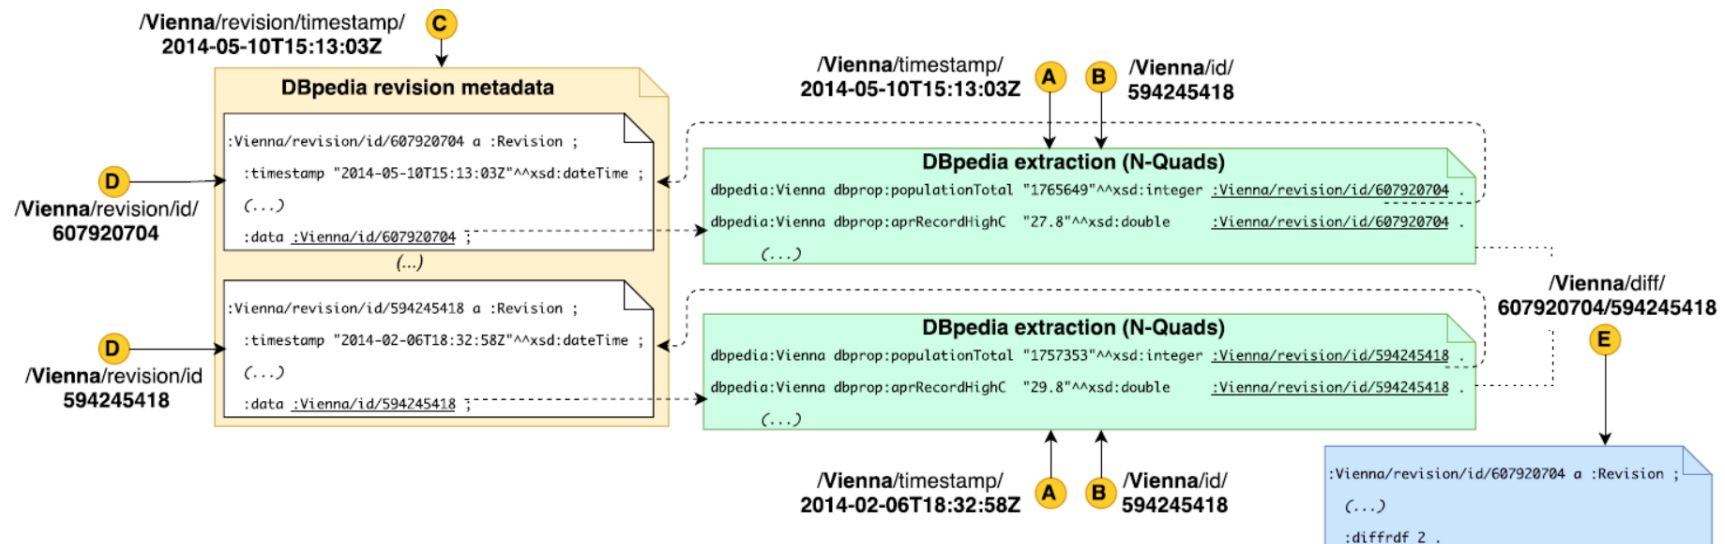 /Vienna/revision/timestamp/
2014-05-10T15:13:03Z
C
DBpedia revision metadata
:Vienna/revision/id/607920704 a :Revision ;
:timestamp "2014-05-10T15:13:03Z"^^xsd:dateTime ;
(...)
:data :Vienna/id/607920704 ;
(...)
:Vienna/revision/id/594245418 a :Revision ;
:timestamp "2014-02-06T18:32:58Z"^^xsd:dateTime ;
(...)
:data :Vienna/id/594245418 ;
D
/Vienna/revision/id/
607920704
D
/Vienna/revision/id
594245418
/Vienna/timestamp/
2014-05-10T15:13:03Z
A
B
/Vienna/id/
594245418
DBpedia extraction (N-Quads)
dbpedia:Vienna dbprop:populationTotal "1765649"^^xsd:integer :Vienna/revision/id/607920704 .
dbpedia:Vienna dbprop:aprRecordHighC "27.8"^^xsd:double :Vienna/revision/id/607920704 .
(...)
DBpedia extraction (N-Quads)
dbpedia:Vienna dbprop:populationTotal "1757353"^^xsd:integer :Vienna/revision/id/594245418 .
dbpedia:Vienna dbprop:aprRecordHighC "29.8"^^xsd:double :Vienna/revision/id/594245418 .
(...)
/Vienna/timestamp/
2014-02-06T18:32:58Z
A
B
/Vienna/id/
594245418
/Vienna/diff/
607920704/594245418
E
:Vienna/revision/id/607920704 a :Revision ;
(...)
:diffrdf 2 .